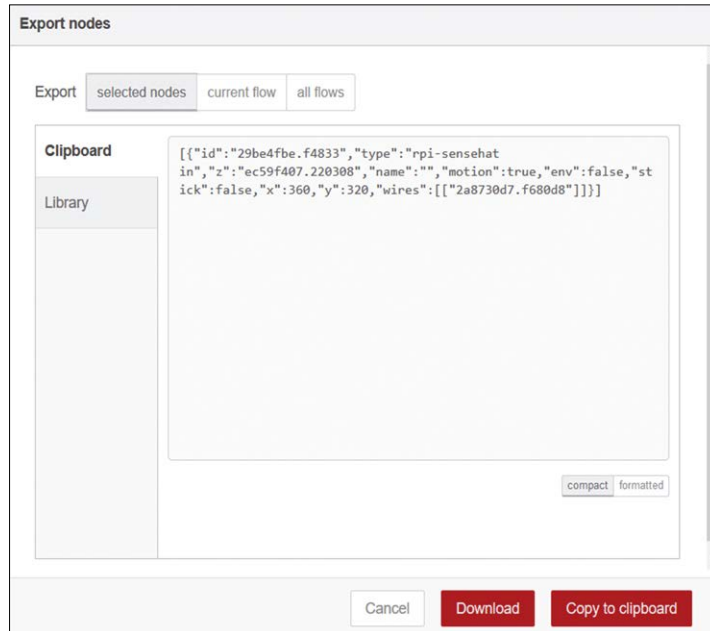 Export nodes
Export selected nodes current flow all flows
Clipboard
Library
[{"id":"29be4fbe.f4833","type":"rpi-sensehat
in","z":"ec59f407.220308","name":"","motion":true,"env":false,"st
ick":false,"x":360,"y":320,"wires":[["2a8730d7.f680d8"]]}]
compact formatted
Cancel Download Copy to clipboard